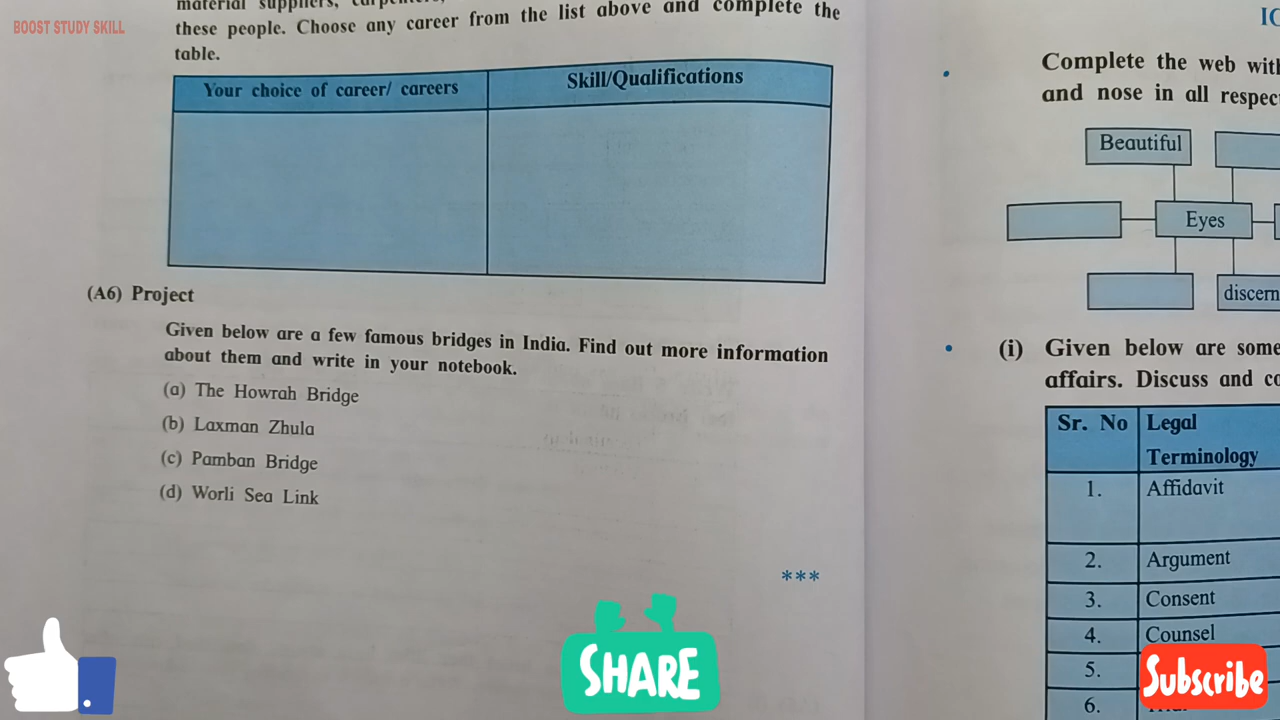 BOOST STUDY SKILL
material suppliers,
these people. Choose any career from the list above and complete the
table.
Your choice of career/ careers
Skill/Qualifications
(A6) Project
Given below are a few famous bridges in India. Find out more information
about them and write in your notebook.
(a) The Howrah Bridge
(b) Laxman Zhula
(c) Pamban Bridge
(d) Worli Sea Link
***
Complete the web with
and nose in all respec
Beautiful
Eyes
discern
(i) Given below are some
affairs. Discuss and co
Sr. No
Legal
Terminology
1. Affidavit
2. Argument
3. Consent
4. Counsel
5.
6.
SHARE
Subscribe